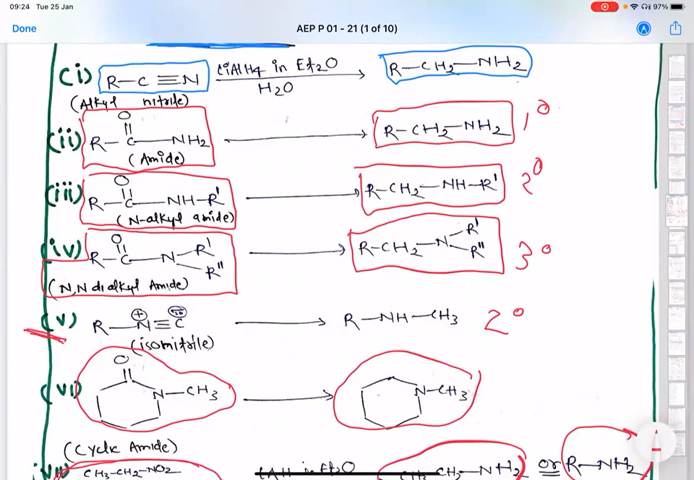 09:24 Tue 25 Jan
97%
Done
AEP P 01 - 21 (1 of 10)
(i) R-C≡N LiAlH4 in Et2O R-CH2-NH2
H2O
(Alkyl nitrile)
O
(ii) R-C-NH2 R-CH2-NH2 1°
(Amide)
O
(iii) R-C-NH-R' R-CH2-NH-R' 2°
(N-alkyl amide)
O
(iv) R-C-N R' R-CH2-N R' 3°
R'' R''
(N,N dialkyl Amide)
(v) R-N≡C R-NH-CH3 2°
⊕ ⊖
(isonitrile)
O
(vi) N-CH3 N-CH3
(Cyclic Amide)
CH3-CH2-NO2 in Et2O CH2-NH2 or R-NH2